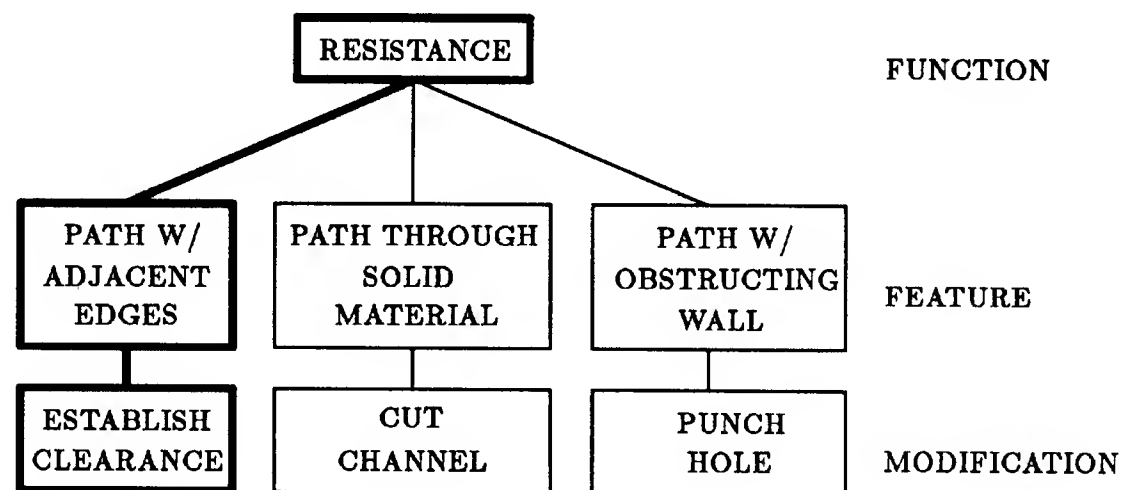 RESISTANCE
FUNCTION
PATH W/
ADJACENT
EDGES
PATH THROUGH
SOLID
MATERIAL
PATH W/
OBSTRUCTING
WALL
FEATURE
ESTABLISH
CLEARANCE
CUT
CHANNEL
PUNCH
HOLE
MODIFICATION